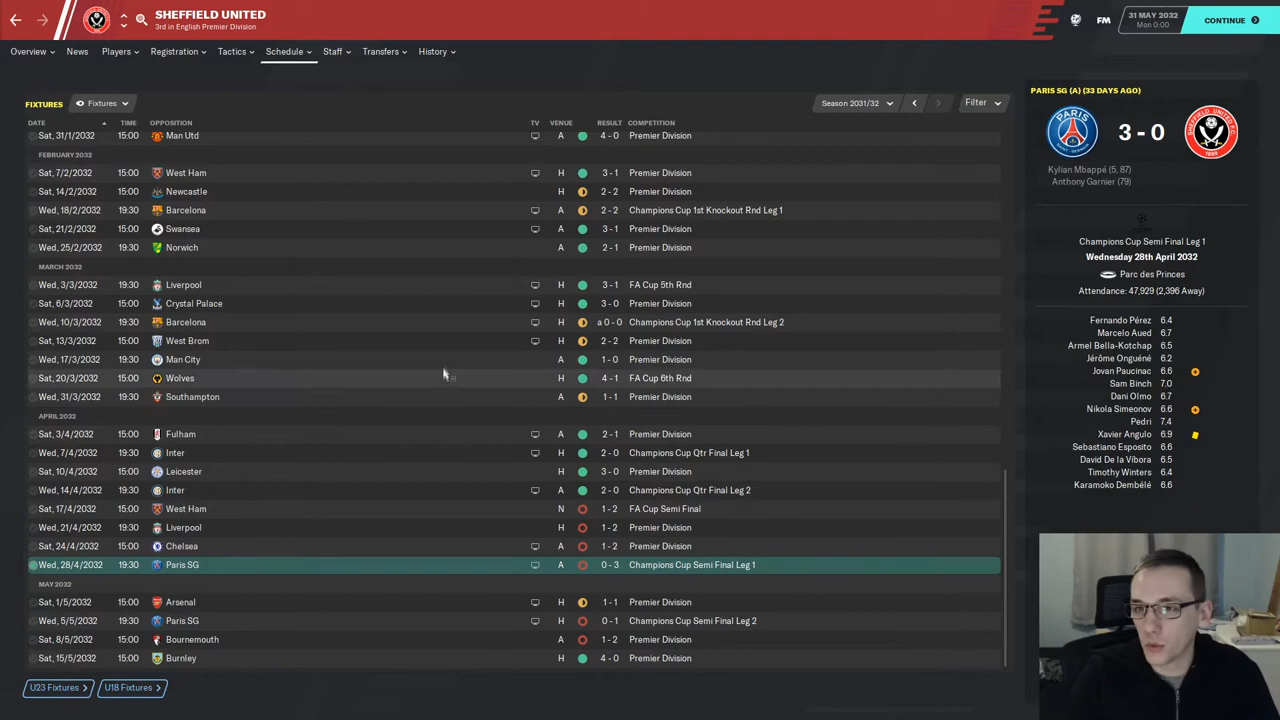 SHEFFIELD UNITED
3rd in English Premier Division
FM
31 MAY 2032
Mon 0:00
CONTINUE
Overview News Players Registration Tactics Schedule Staff Transfers History
FIXTURES Fixtures Season 2031/32 Filter
DATE TIME OPPOSITION TV VENUE RESULT COMPETITION
Sat, 31/1/2032 15:00 Man Utd A 4 - 0 Premier Division
FEBRUARY 2032
Sat, 7/2/2032 15:00 West Ham H 3 - 1 Premier Division
Sat, 14/2/2032 15:00 Newcastle H 2 - 2 Premier Division
Wed, 18/2/2032 19:30 Barcelona A 2 - 2 Champions Cup 1st Knockout Rnd Leg 1
Sat, 21/2/2032 15:00 Swansea A 3 - 1 Premier Division
Wed, 25/2/2032 19:30 Norwich A 2 - 1 Premier Division
MARCH 2032
Wed, 3/3/2032 19:30 Liverpool H 3 - 1 FA Cup 5th Rnd
Sat, 6/3/2032 15:00 Crystal Palace H 3 - 0 Premier Division
Wed, 10/3/2032 19:30 Barcelona H a 0 - 0 Champions Cup 1st Knockout Rnd Leg 2
Sat, 13/3/2032 15:00 West Brom H 2 - 2 Premier Division
Wed, 17/3/2032 19:30 Man City A 1 - 0 Premier Division
Sat, 20/3/2032 15:00 Wolves H 4 - 1 FA Cup 6th Rnd
Wed, 31/3/2032 19:30 Southampton A 1 - 1 Premier Division
APRIL 2032
Sat, 3/4/2032 15:00 Fulham A 2 - 1 Premier Division
Wed, 7/4/2032 19:30 Inter H 2 - 0 Champions Cup Qtr Final Leg 1
Sat, 10/4/2032 15:00 Leicester H 3 - 0 Premier Division
Wed, 14/4/2032 19:30 Inter A 2 - 0 Champions Cup Qtr Final Leg 2
Sat, 17/4/2032 15:00 West Ham N 1 - 2 FA Cup Semi Final
Wed, 21/4/2032 19:30 Liverpool H 1 - 2 Premier Division
Sat, 24/4/2032 15:00 Chelsea A 1 - 2 Premier Division
Wed, 28/4/2032 19:30 Paris SG A 0 - 3 Champions Cup Semi Final Leg 1
MAY 2032
Sat, 1/5/2032 15:00 Arsenal H 1 - 1 Premier Division
Wed, 5/5/2032 19:30 Paris SG H 0 - 1 Champions Cup Semi Final Leg 2
Sat, 8/5/2032 15:00 Bournemouth A 1 - 2 Premier Division
Sat, 15/5/2032 15:00 Burnley H 4 - 0 Premier Division
U23 Fixtures U18 Fixtures
PARIS SG (A) (33 DAYS AGO)
3 - 0
Kylian Mbappé (5, 87)
Anthony Garnier (79)
Champions Cup Semi Final Leg 1
Wednesday 28th April 2032
Parc des Princes
Attendance: 47,929 (2,396 Away)
Fernando Pérez 6.4
Marcelo Aued 6.7
Armel Bella-Kotchap 6.5
Jérôme Onguéné 6.2
Jovan Paucinac 6.6
Sam Binch 7.0
Dani Olmo 6.7
Nikola Simeonov 6.6
Pedri 7.4
Xavier Angulo 6.9
Sebastiano Esposito 6.6
David De la Vibora 6.5
Timothy Winters 6.4
Karamoko Dembélé 6.6